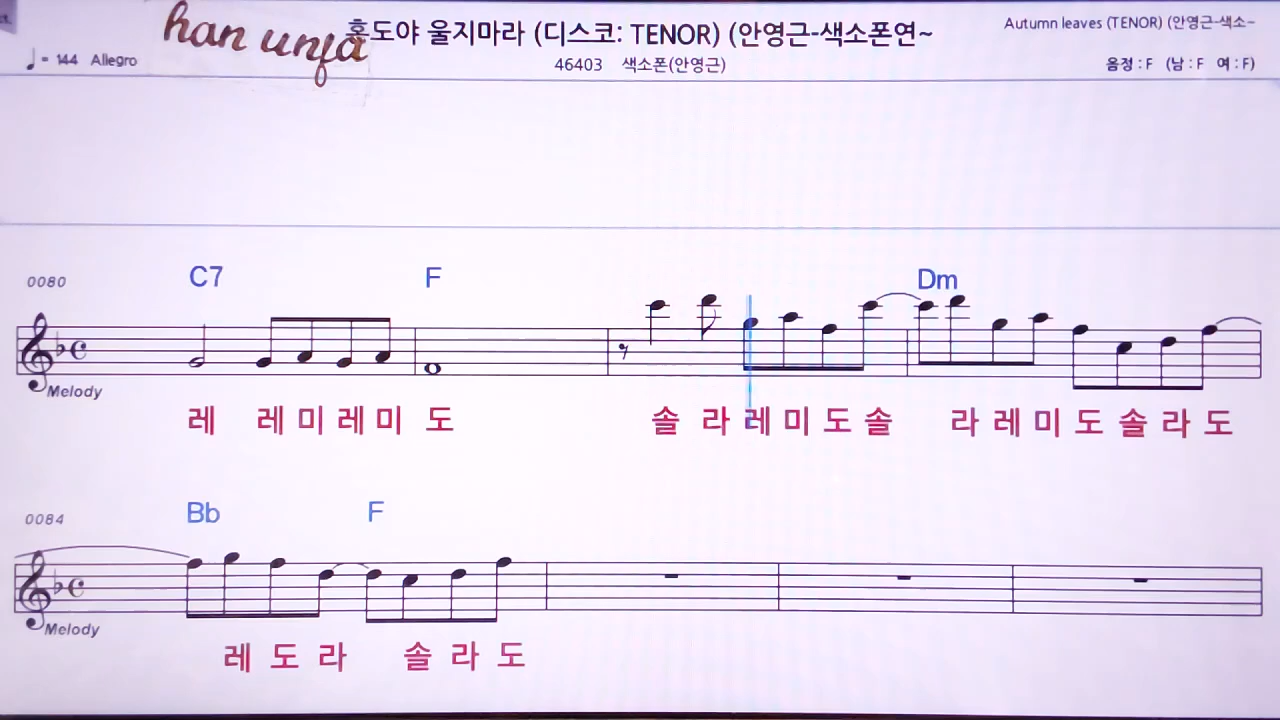 han unja
홍도야 울지마라 (디스코: TENOR) (안영근-색소폰연~
Autumn leaves (TENOR) (안영근-색소~
♩= 144 Allegro
46403 색소폰(안영근)
음정 : F (남 : F 여 : F)
0080 C7 F Dm
Melody
레 레 미 레 미 도 솔 라 레 미 도 솔 라 레 미 도 솔 라 도
0084 Bb F
Melody
레 도 라 솔 라 도